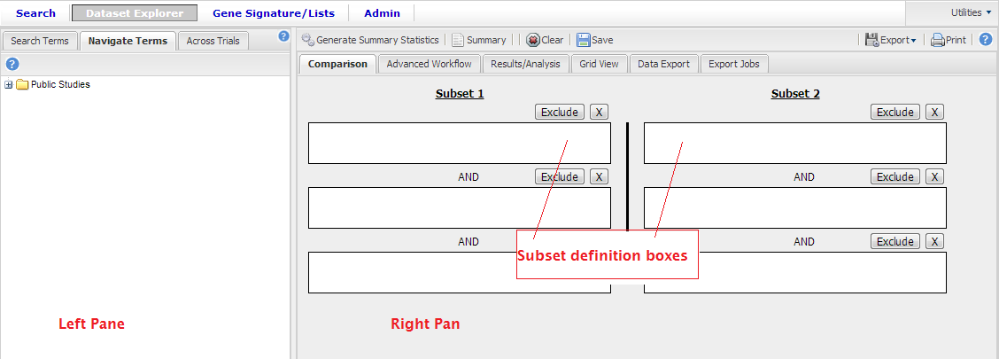 Search Dataset Explorer Gene Signature/Lists Admin Utilities
Search Terms Navigate Terms Across Trials ?
Generate Summary Statistics Summary Clear Save Export Print ?
?
Comparison Advanced Workflow Results/Analysis Grid View Data Export Export Jobs
Public Studies
Subset 1 Subset 2
Exclude X Exclude X
AND Exclude X AND Exclude X
AND AND Exclude X
Subset definition boxes
Left Pane Right Pan